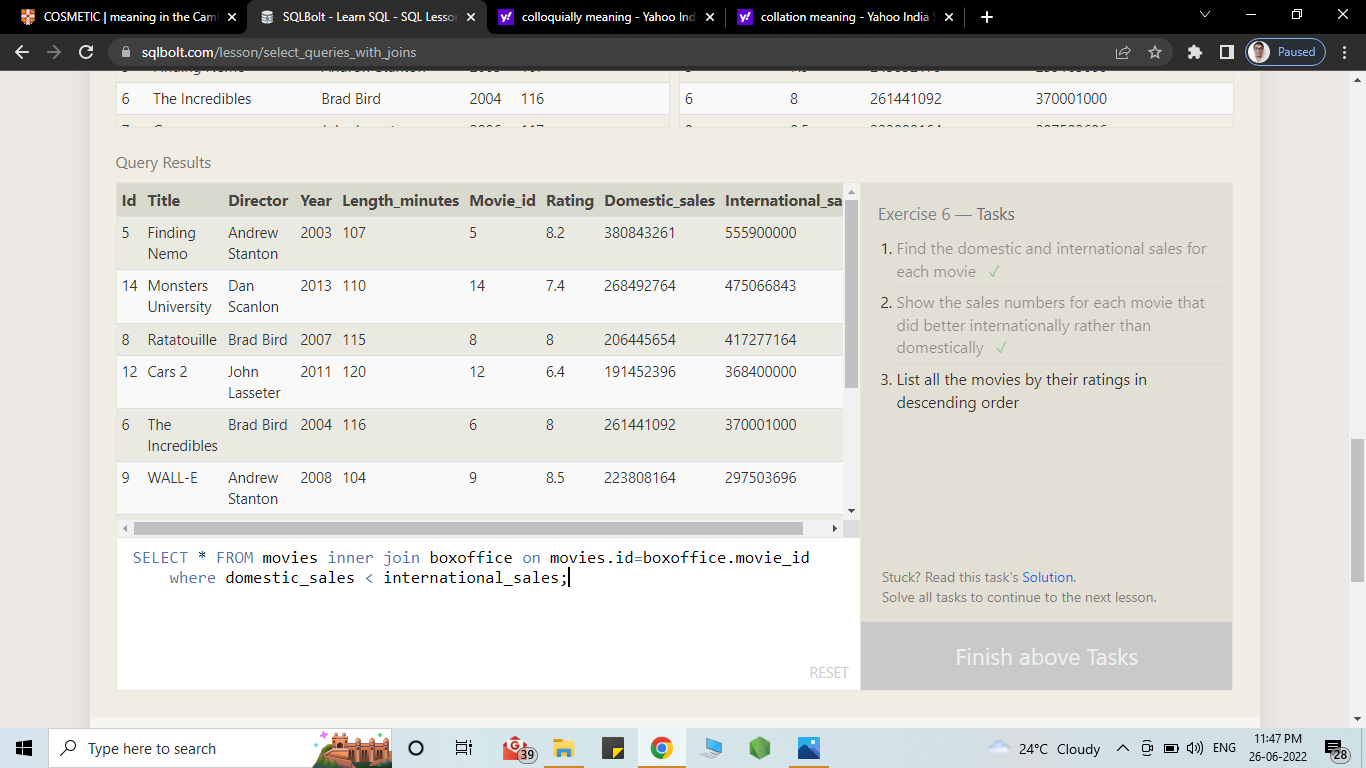 COSMETIC | meaning in the Caml
SQLBolt - Learn SQL - SQL Lesson
colloquially meaning - Yahoo Ind
collation meaning - Yahoo India S
sqlbolt.com/lesson/select_queries_with_joins
Paused
6 The Incredibles Brad Bird 2004 116
6 8 261441092 370001000
Query Results
Id Title Director Year Length_minutes Movie_id Rating Domestic_sales International_sa
5 Finding Nemo Andrew Stanton 2003 107 5 8.2 380843261 555900000
14 Monsters University Dan Scanlon 2013 110 14 7.4 268492764 475066843
8 Ratatouille Brad Bird 2007 115 8 8 206445654 417277164
12 Cars 2 John Lasseter 2011 120 12 6.4 191452396 368400000
6 The Incredibles Brad Bird 2004 116 6 8 261441092 370001000
9 WALL-E Andrew Stanton 2008 104 9 8.5 223808164 297503696
SELECT * FROM movies inner join boxoffice on movies.id=boxoffice.movie_id
where domestic_sales < international_sales;
RESET
Exercise 6 — Tasks
1. Find the domestic and international sales for
each movie ✓
2. Show the sales numbers for each movie that
did better internationally rather than
domestically ✓
3. List all the movies by their ratings in
descending order
Stuck? Read this task's Solution.
Solve all tasks to continue to the next lesson.
Finish above Tasks
Type here to search
39
24°C Cloudy
ENG
11:47 PM
26-06-2022
28